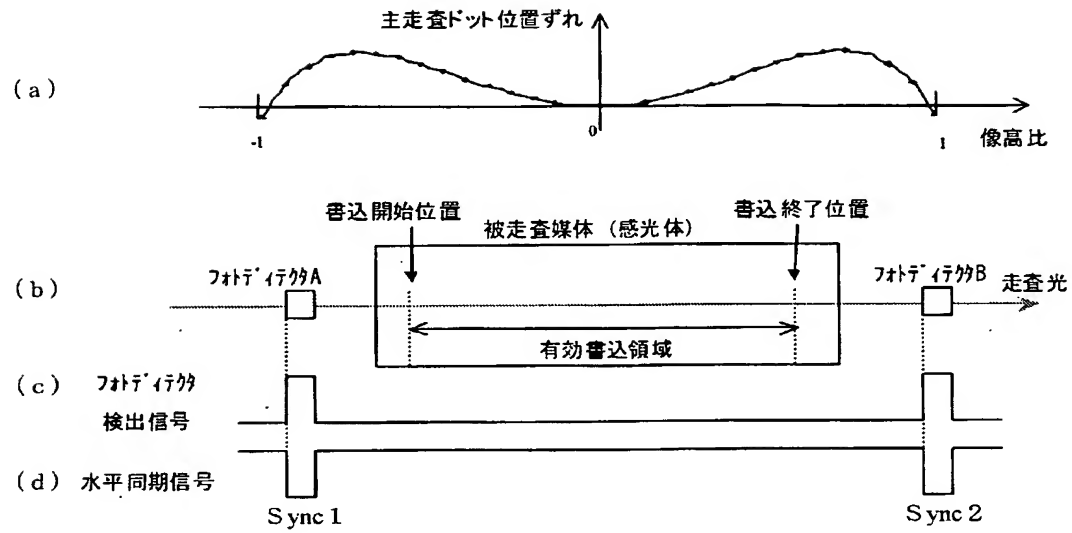 主走査ドット位置ずれ
(a)
-1
0
1
像高比
書込開始位置
被走査媒体（感光体）
書込終了位置
(b)
フォトディテクタA
フォトディテクタB
走査光
有効書込領域
(c) フォトディテクタ
検出信号
(d) 水平同期信号
Sync1
Sync2